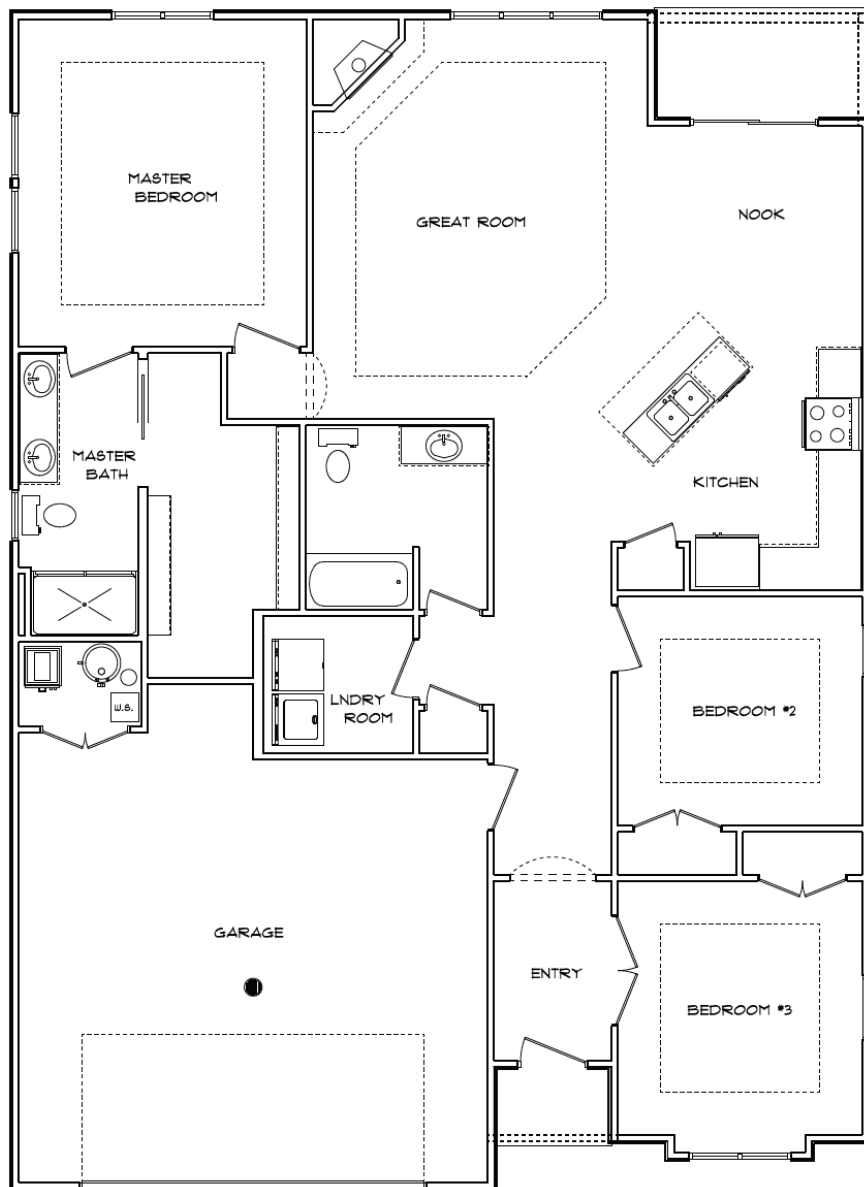 MASTER
BEDROOM
GREAT ROOM
NOOK
MASTER
BATH
KITCHEN
LNDRY
ROOM
W.S.
BEDROOM #2
GARAGE
ENTRY
BEDROOM #3